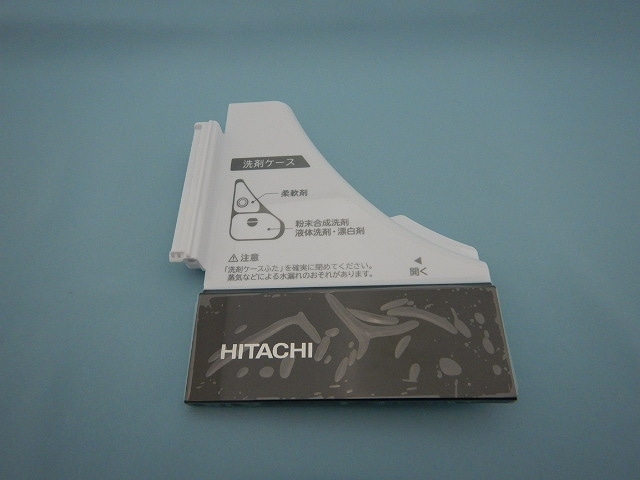 洗剤ケース
柔軟剤
粉末合成洗剤
液体洗剤・漂白剤
⚠注意
「洗剤ケースふた」を確実に閉めてください。
蒸気などによる水漏れのおそれがあります。
◀
開く
HITACHI